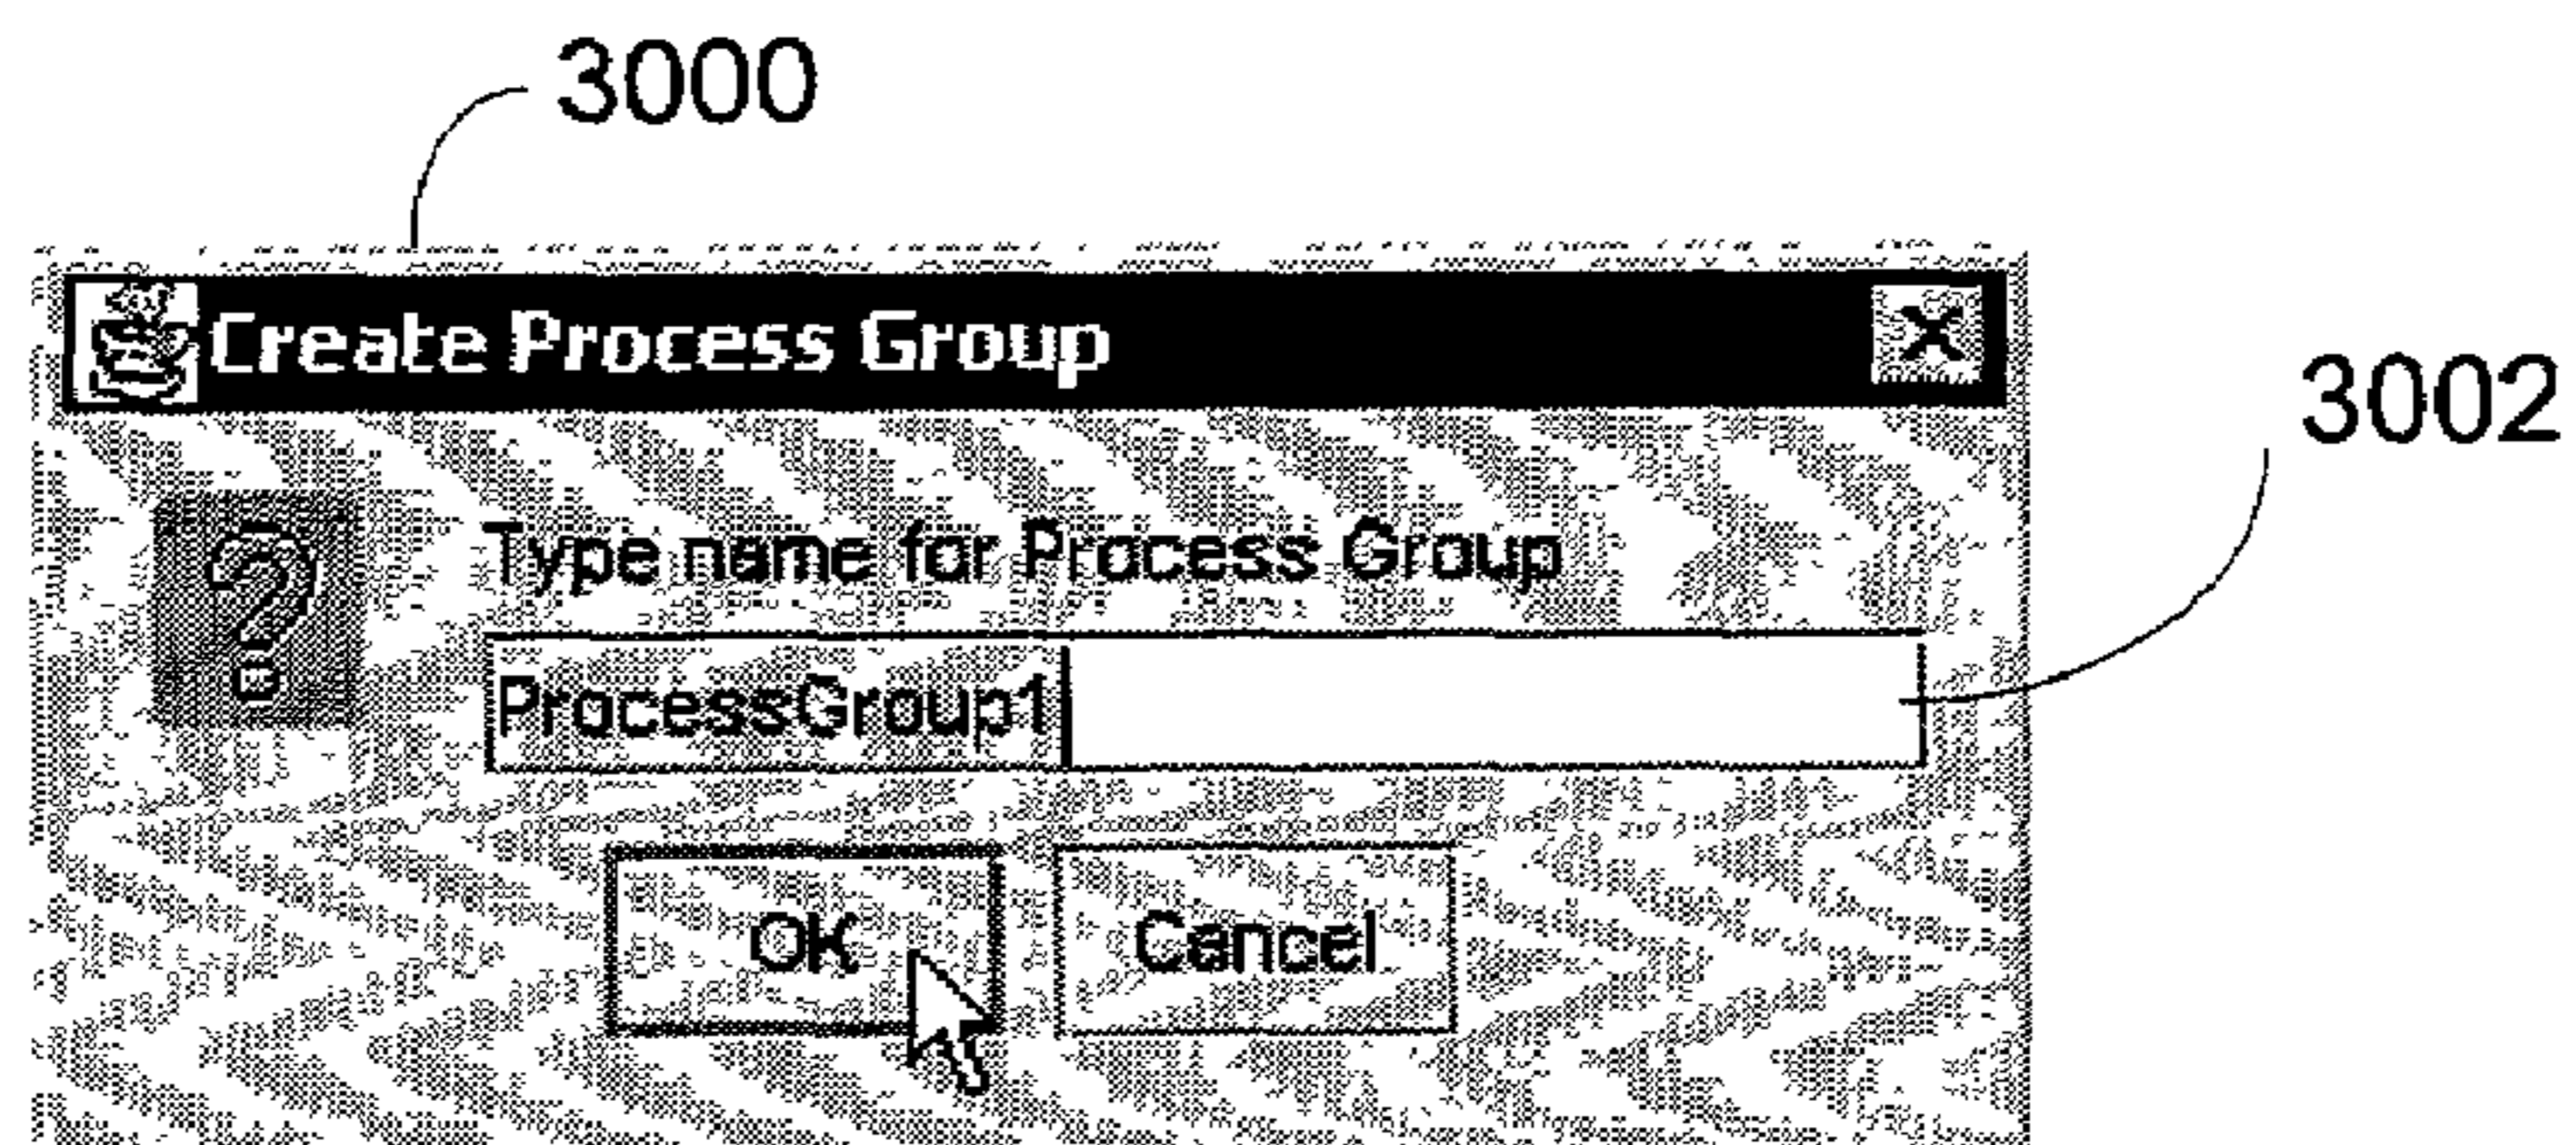 3000
Create Process Group
3002
Type name for Process Group
ProcessGroup1
OK Cancel